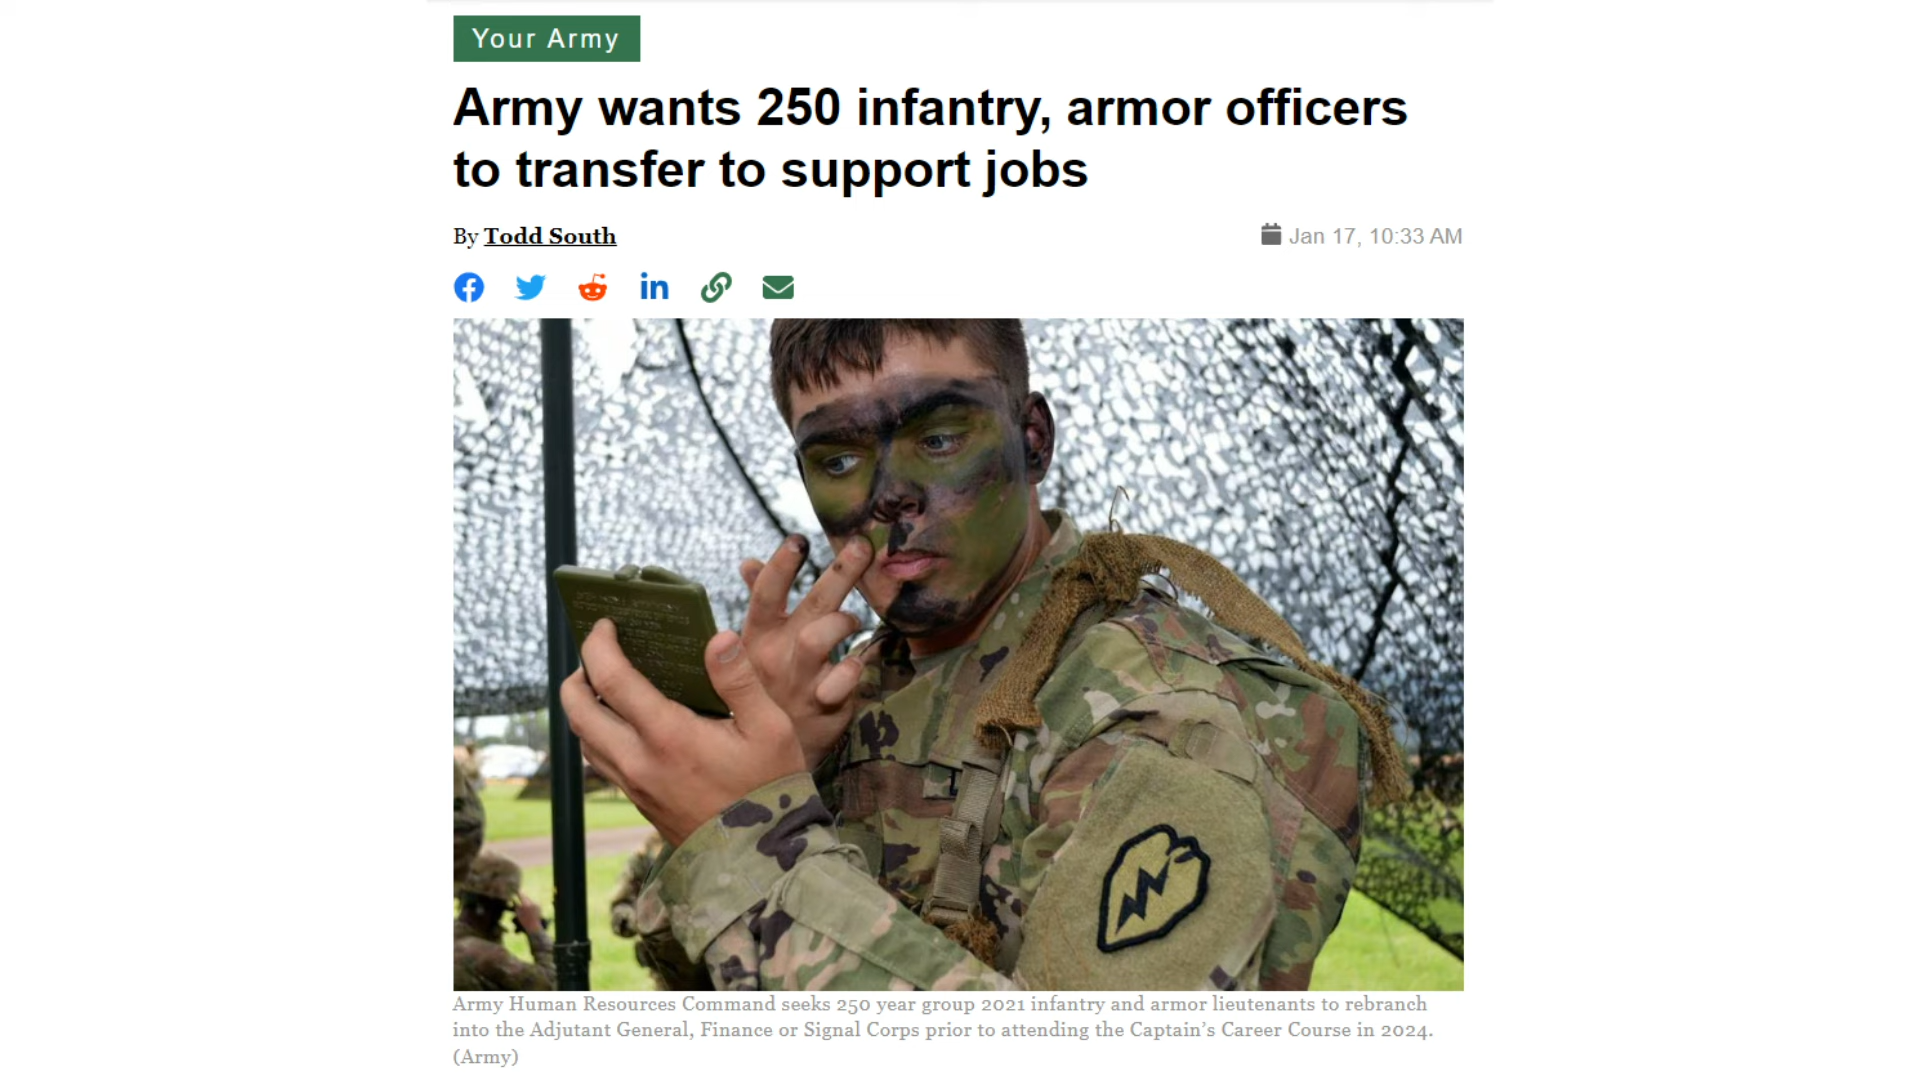 Your Army
Army wants 250 infantry, armor officers
to transfer to support jobs
By Todd South
Jan 17, 10:33 AM
in
Army Human Resources Command seeks 250 year group 2021 infantry and armor lieutenants to rebranch
into the Adjutant General, Finance or Signal Corps prior to attending the Captain’s Career Course in 2024.
(Army)